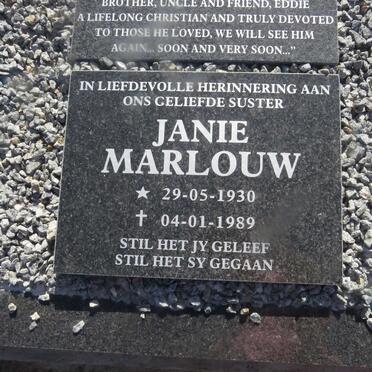 BROTHER, UNCLE AND FRIEND, EDDIE
A LIFELONG CHRISTIAN AND TRULY DEVOTED
TO THOSE HE LOVED, WE WILL SEE HIM
AGAIN... SOON AND VERY SOON..."
IN LIEFDEVOLLE HERINNERING AAN
ONS GELIEFDE SUSTER
JANIE
MARLOUW
★ 29-05-1930
✝ 04-01-1989
STIL HET JY GELEEF
STIL HET SY GEGAAN